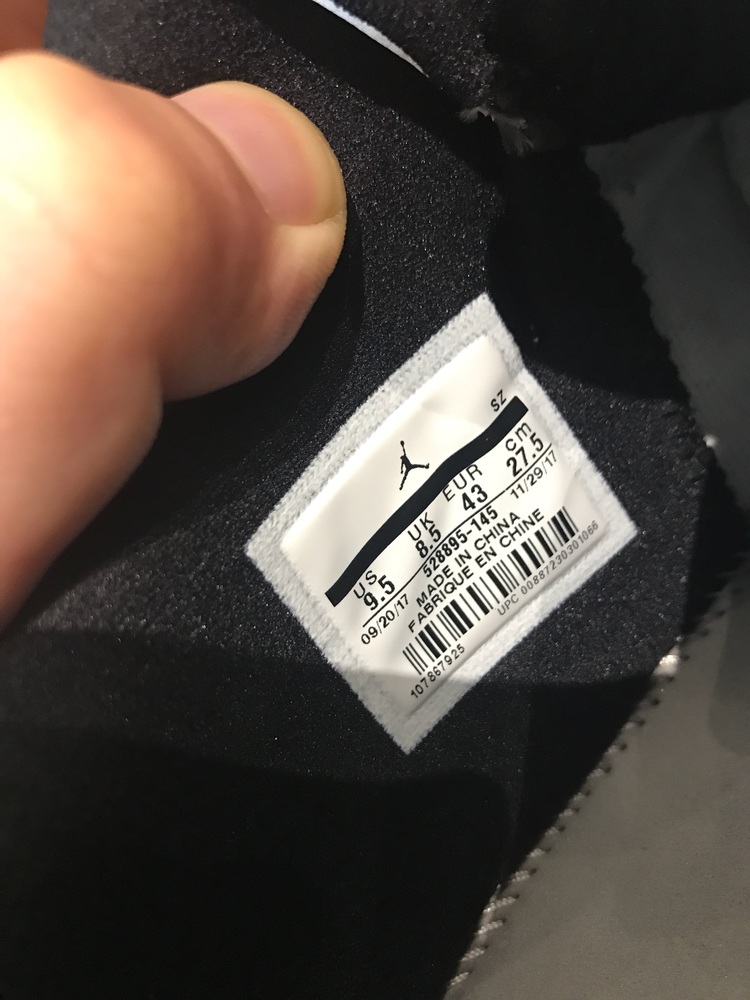 SZ
US UK EUR cm
9.5 8.5 43 27.5
09/20/17 528895-145 11/29/17
MADE IN CHINA
FABRIQUE EN CHINE
107867925 UPC 00887230301066